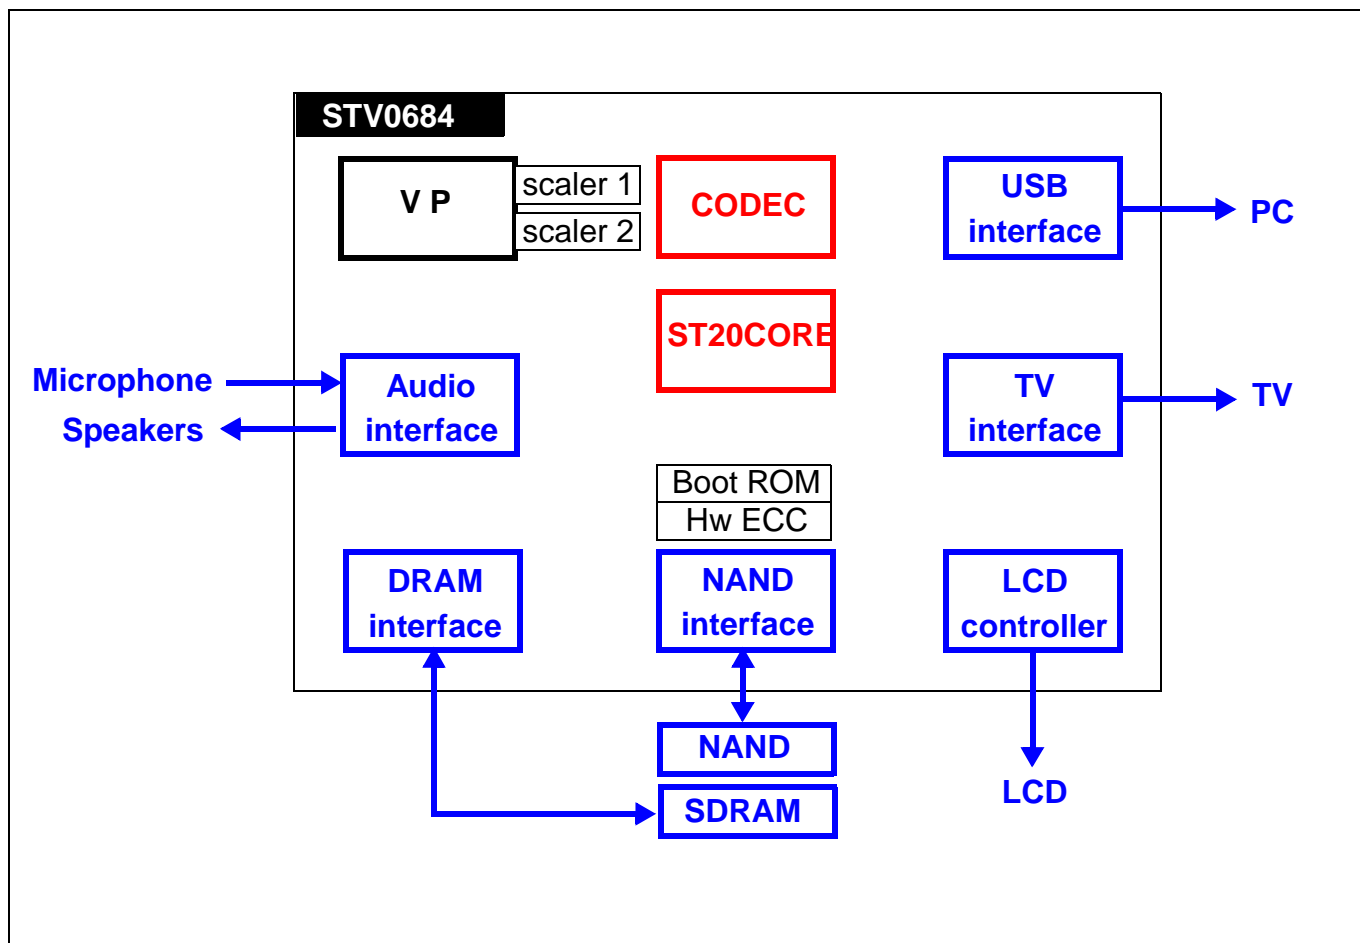 STV0684
V P
scaler 1
scaler 2
CODEC
USB
interface
PC
ST20CORE
Microphone
Speakers
Audio
interface
TV
interface
TV
Boot ROM
Hw ECC
DRAM
interface
NAND
interface
LCD
controller
NAND
SDRAM
LCD